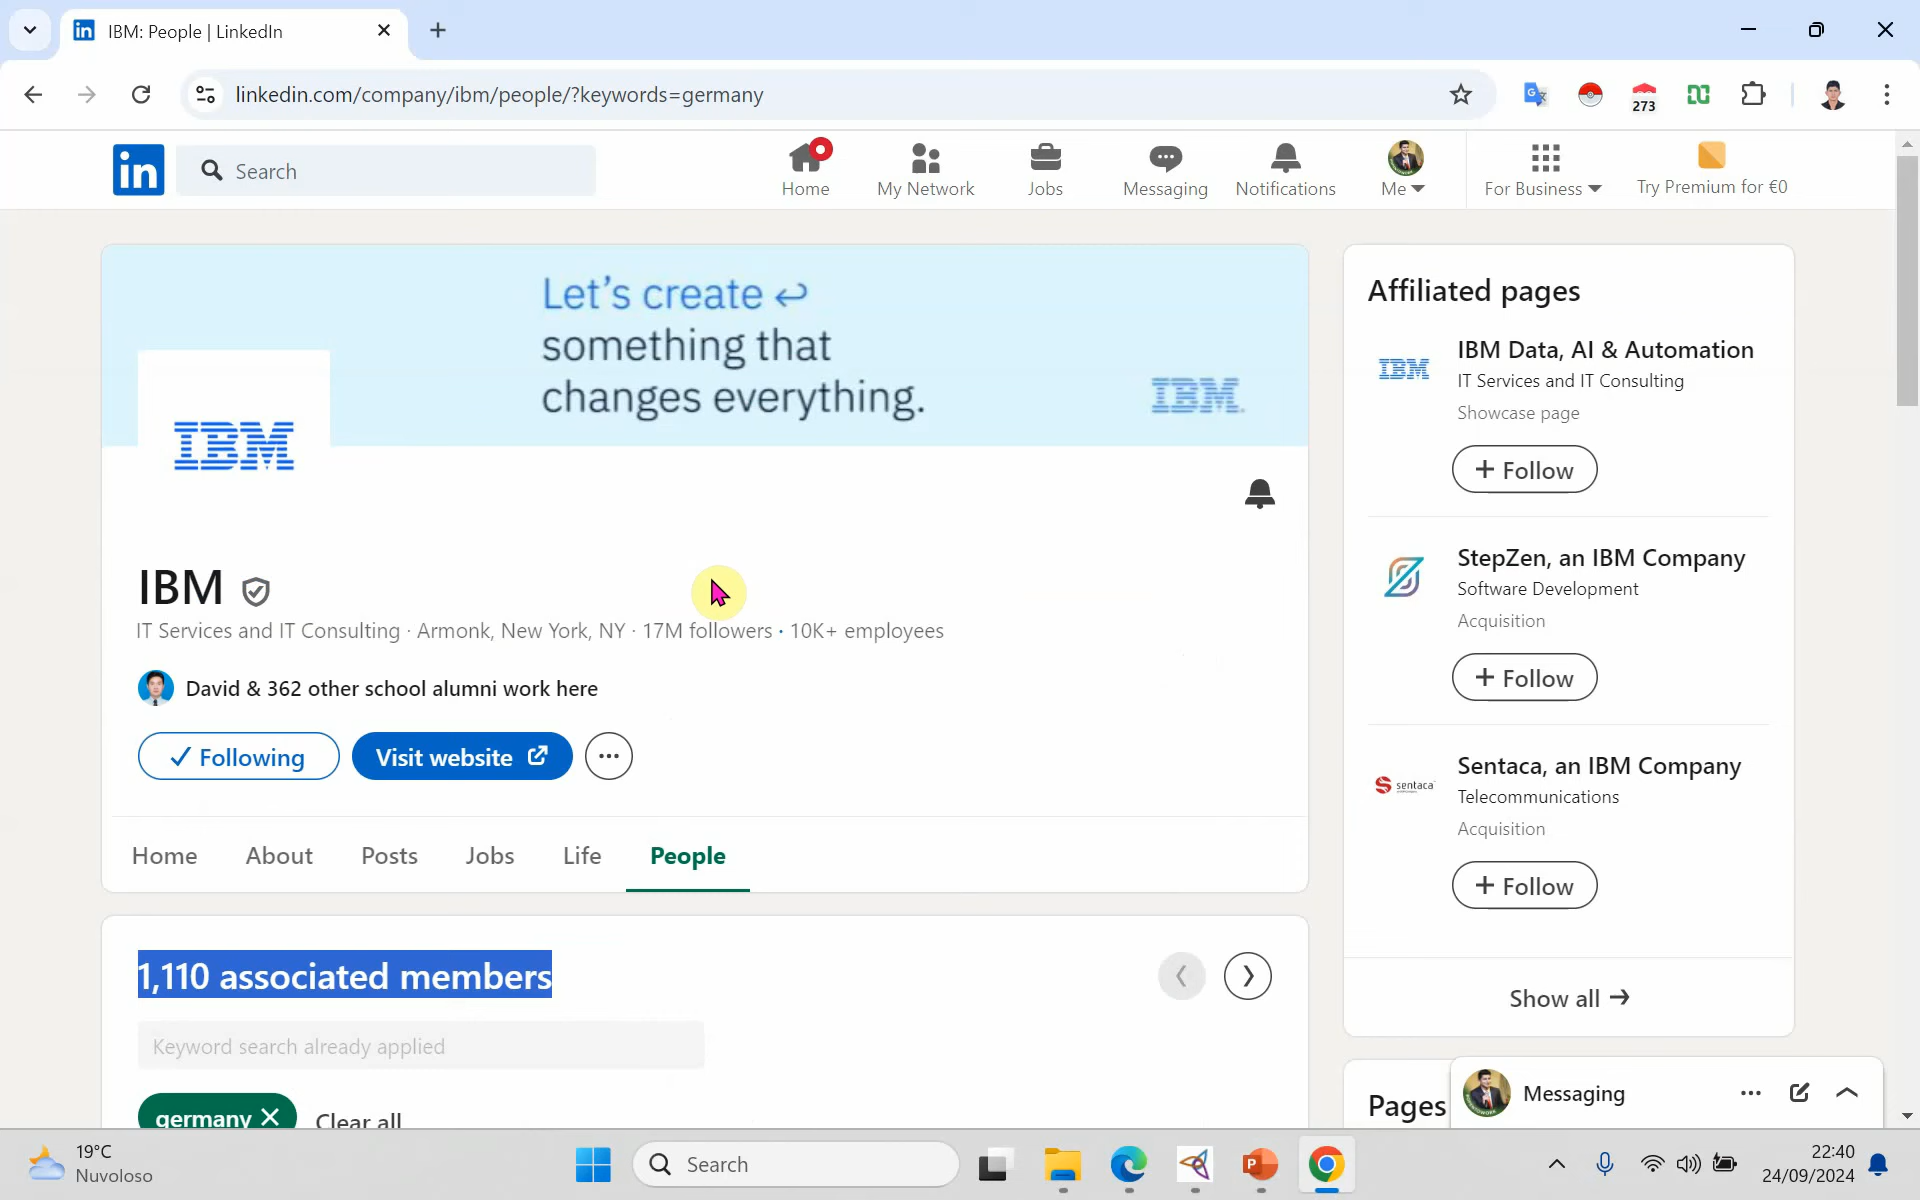 IBM: People | LinkedIn
linkedin.com/company/ibm/people/?keywords=germany
273
in
Search
Home
My Network
Jobs
Messaging
Notifications
Me
For Business
Try Premium for €0
Let's create
something that
changes everything.
IBM
IBM
IBM
IT Services and IT Consulting · Armonk, New York, NY · 17M followers · 10K+ employees
David & 362 other school alumni work here
Following
Visit website
Home
About
Posts
Jobs
Life
People
1,110 associated members
Keyword search already applied
germany
Clear all
Affiliated pages
IBM
IBM Data, AI & Automation
IT Services and IT Consulting
Showcase page
+ Follow
StepZen, an IBM Company
Software Development
Acquisition
+ Follow
sentaca
Sentaca, an IBM Company
Telecommunications
Acquisition
+ Follow
Show all →
Pages
Messaging
19°C
Nuvoloso
Search
22:40
24/09/2024